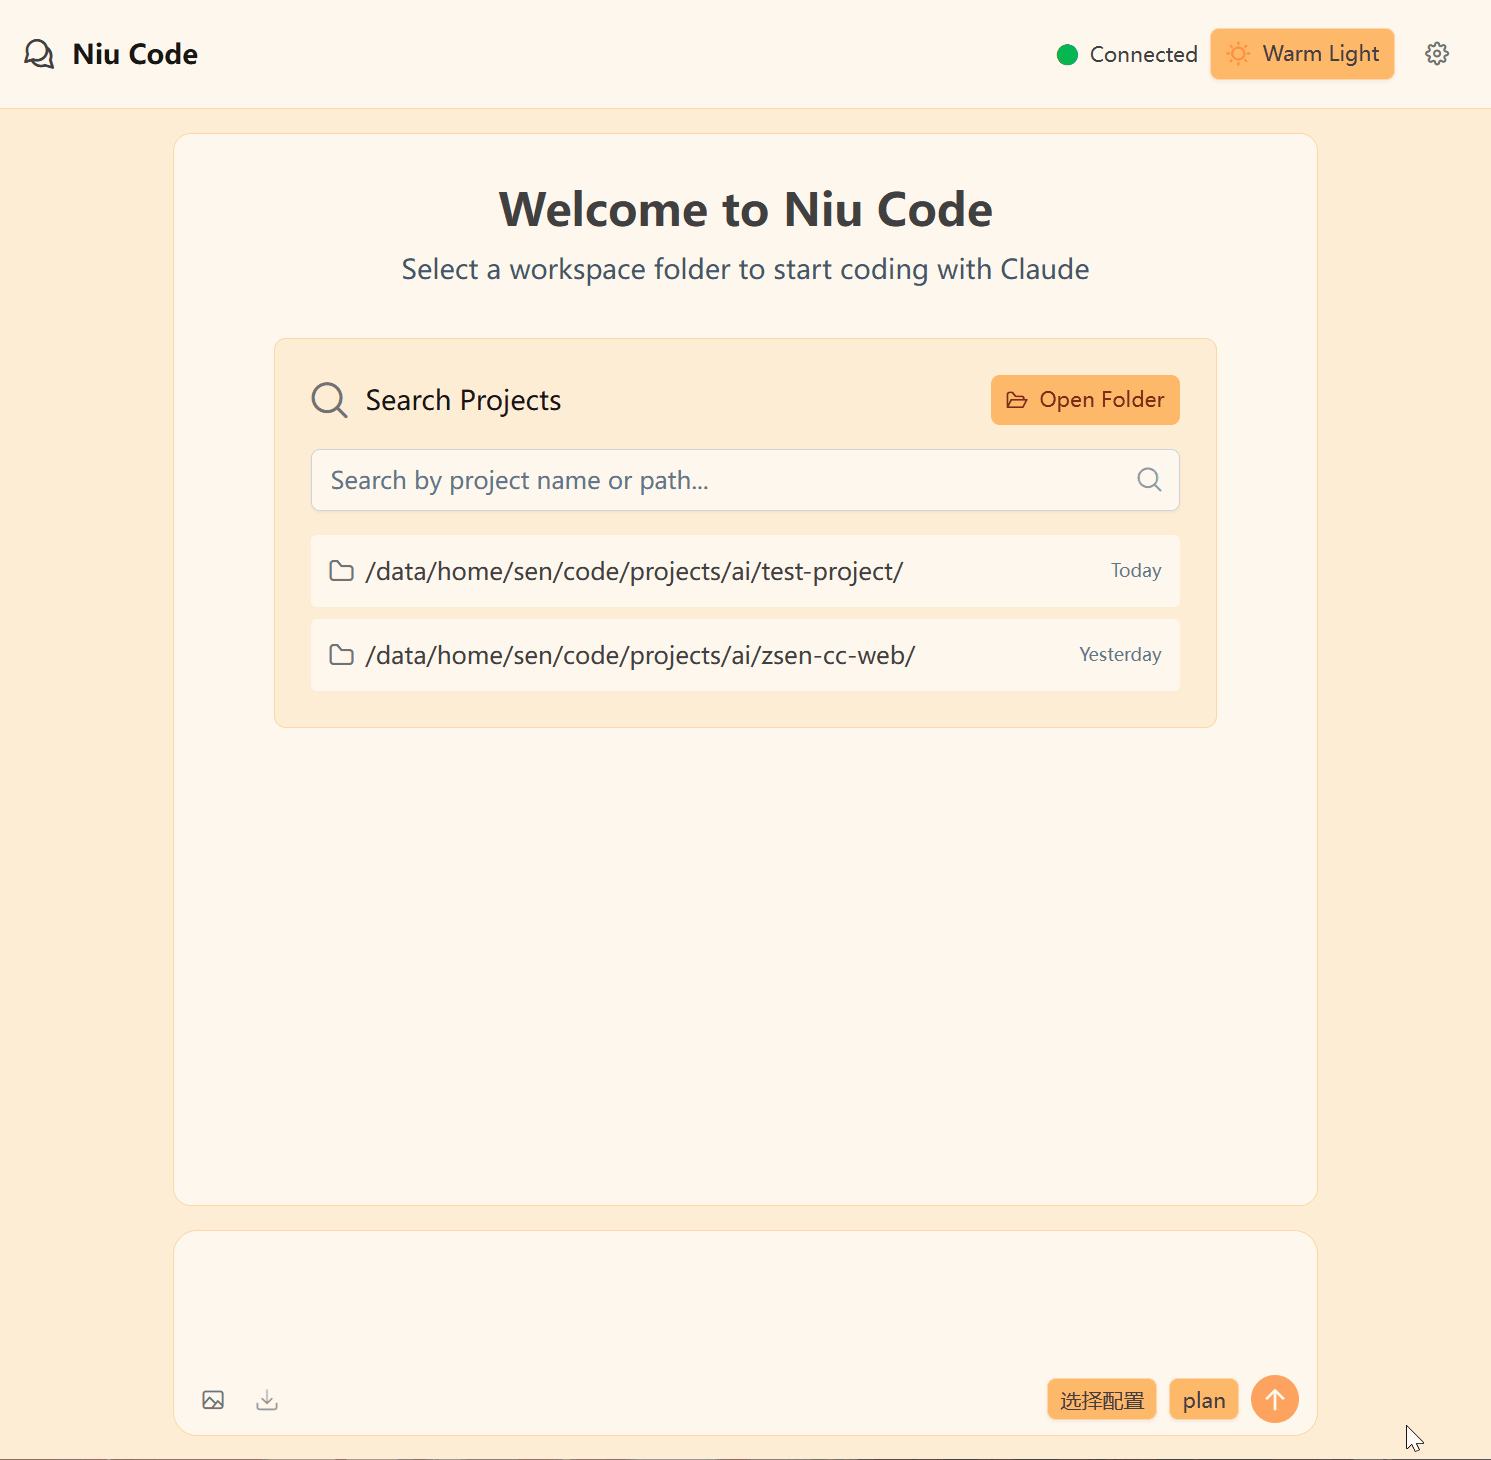 Niu Code
Connected
Warm Light
Welcome to Niu Code
Select a workspace folder to start coding with Claude
Search Projects
Open Folder
Search by project name or path...
/data/home/sen/code/projects/ai/test-project/
Today
/data/home/sen/code/projects/ai/zsen-cc-web/
Yesterday
选择配置
plan